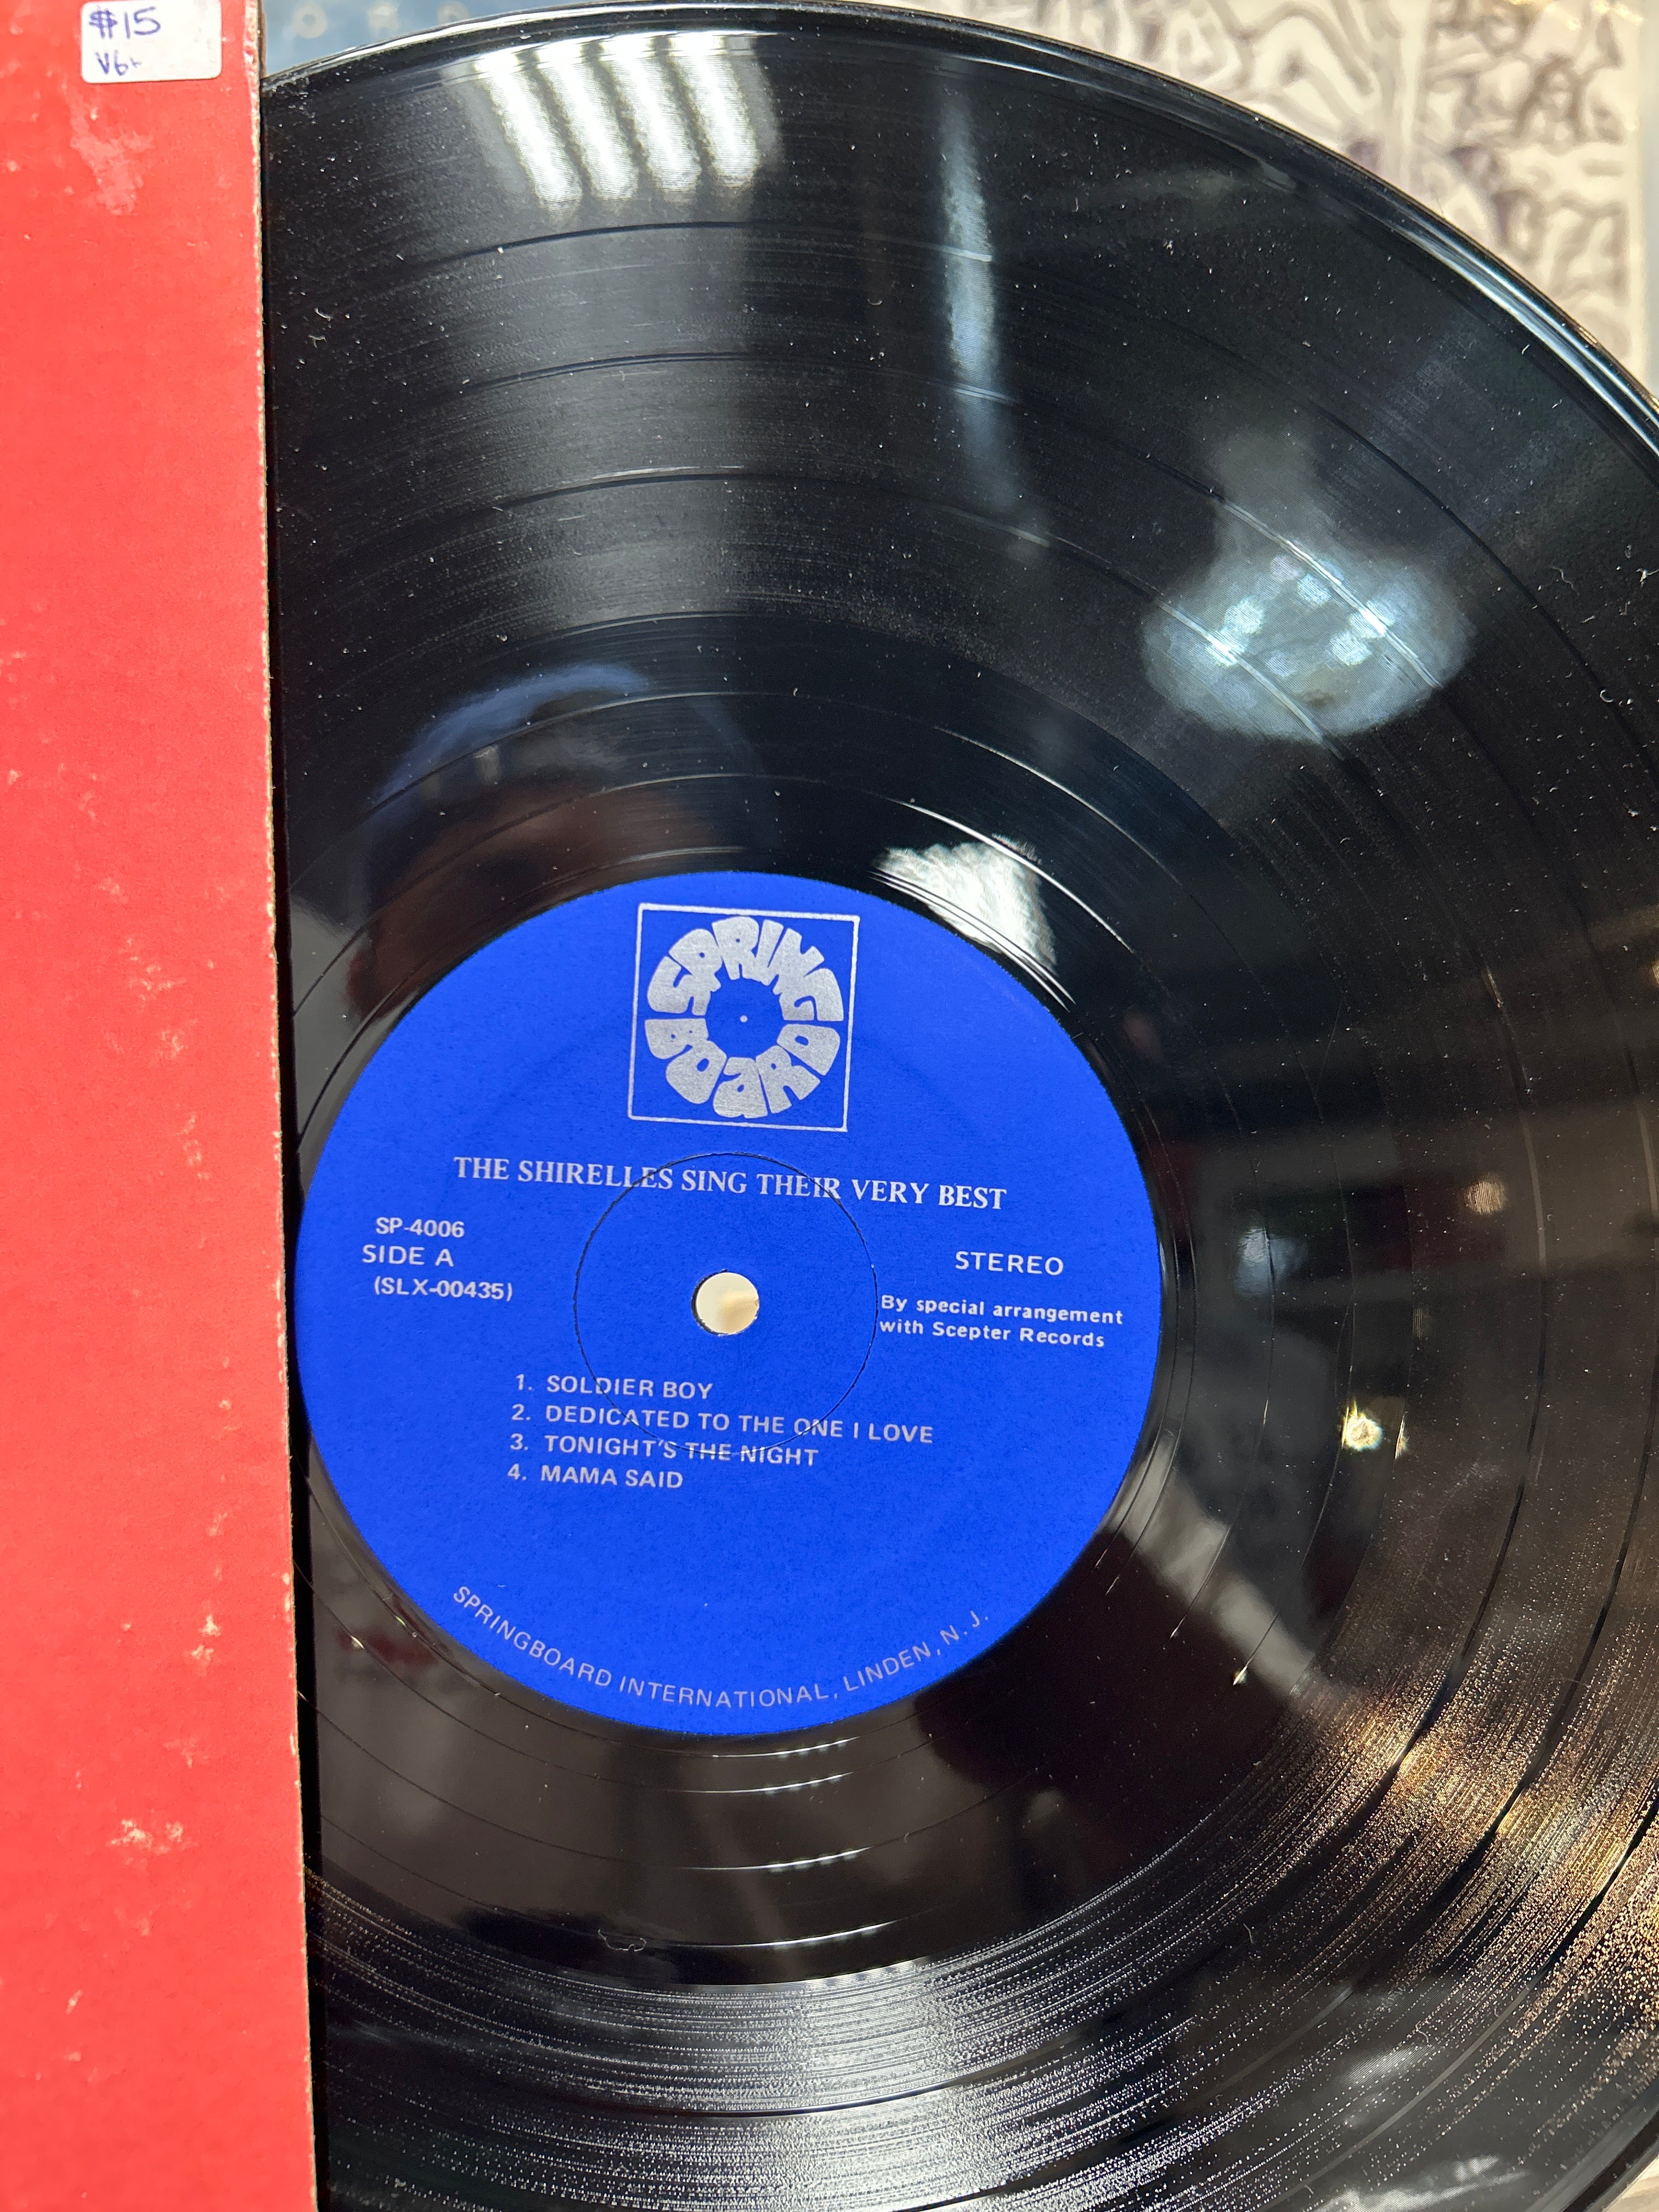 $15
VG+
SPRING
BOARD
THE SHIRELLES SING THEIR VERY BEST
SP-4006
SIDE A
(SLX-00435)
STEREO
By special arrangement
with Scepter Records
1. SOLDIER BOY
2. DEDICATED TO THE ONE I LOVE
3. TONIGHT'S THE NIGHT
4. MAMA SAID
SPRINGBOARD INTERNATIONAL, LINDEN, N. J.